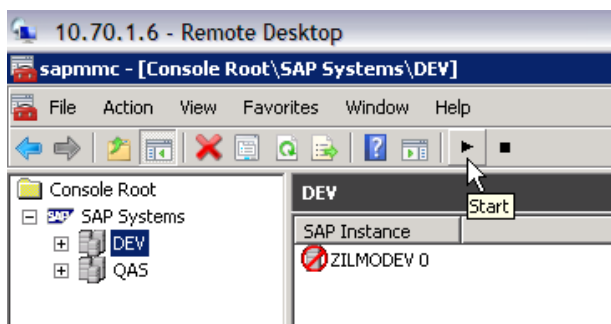 10.70.1.6 - Remote Desktop
sapmmc - [Console Root\SAP Systems\DEV]
File Action View Favorites Window Help
Start
Console Root
SAP SAP Systems
DEV
QAS
DEV
SAP Instance
ZILMODEV 0